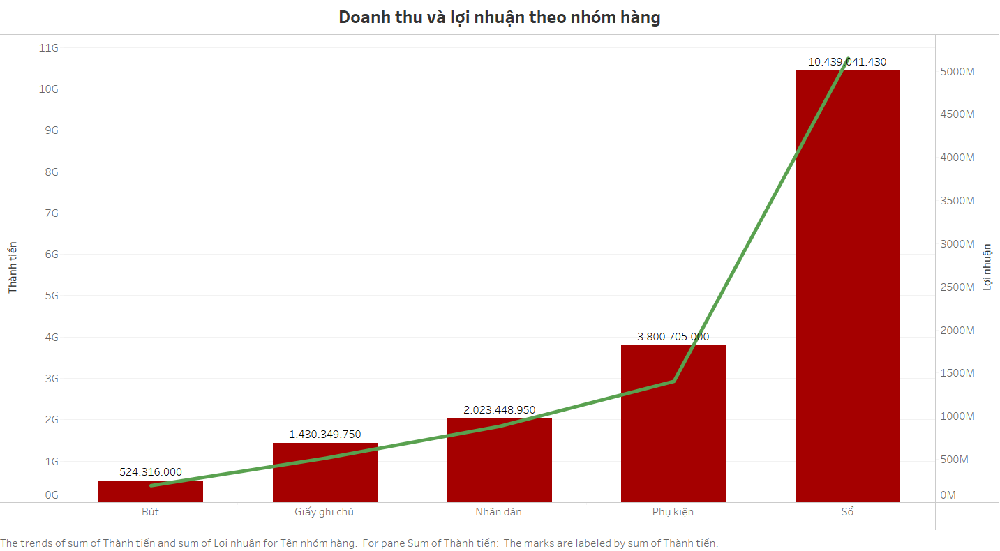 Doanh thu và lợi nhuận theo nhóm hàng
11G
10G
9G
8G
7G
6G
5G
4G
3G
2G
1G
0G
Thành tiền
10.439.041.430
3.800.705.000
2.023.448.950
1.430.349.750
524.316.000
5000M
4500M
4000M
3500M
3000M
2500M
2000M
1500M
1000M
500M
0M
Lợi nhuận
Bút
Giấy ghi chú
Nhãn dán
Phụ kiện
Sổ
The trends of sum of Thành tiền and sum of Lợi nhuận for Tên nhóm hàng.  For pane Sum of Thành tiền:  The marks are labeled by sum of Thành tiền.